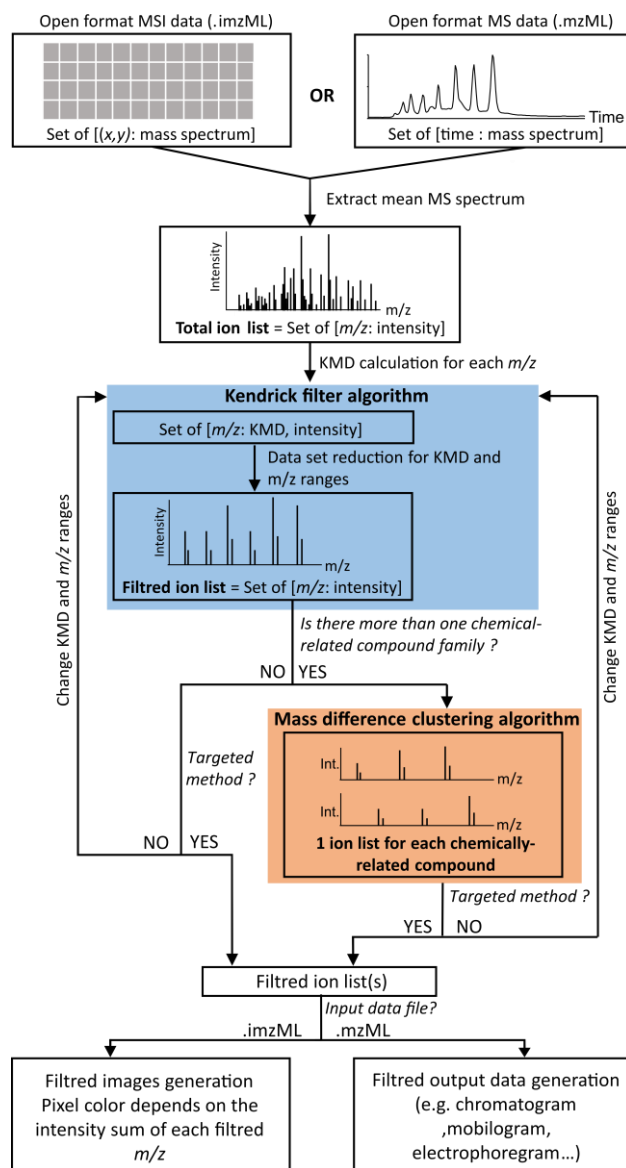 Open format MSI data (.imzML)
Open format MS data (.mzML)
Set of [(x,y): mass spectrum]
OR
Time
Set of [time : mass spectrum]
Extract mean MS spectrum
Intensity
m/z
Total ion list = Set of [m/z: intensity]
KMD calculation for each m/z
Kendrick filter algorithm
Set of [m/z: KMD, intensity]
Data set reduction for KMD and
m/z ranges
Intensity
m/z
Filtred ion list = Set of [m/z: intensity]
Change KMD and m/z ranges
Change KMD and m/z ranges
Is there more than one chemical-
related compound family ?
NO
YES
Mass difference clustering algorithm
Int.
m/z
Int.
m/z
1 ion list for each chemically-
related compound
Targeted
method ?
NO
YES
Targeted method ?
YES
NO
Filtred ion list(s)
Input data file?
.imzML
.mzML
Filtred images generation
Pixel color depends on the
intensity sum of each filtred
m/z
Filtred output data generation
(e.g. chromatogram
,mobilogram,
electrophoregram...)